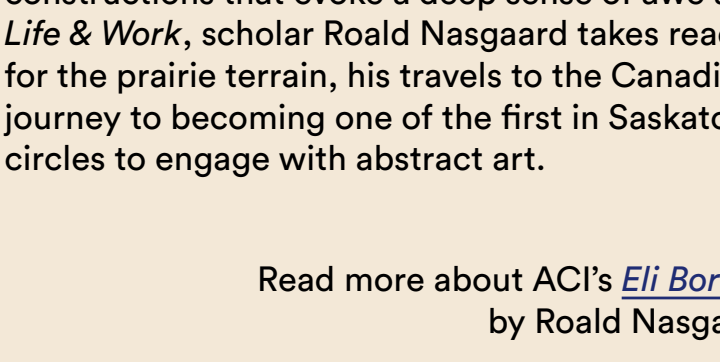 constructions that evoke a deep sense of awe
Life & Work, scholar Roald Nasgaard takes
for the prairie terrain, his travels to the
journey to becoming one of the first in
circles to engage with abstract art.
Read more about ACI’s Eli
by Roald